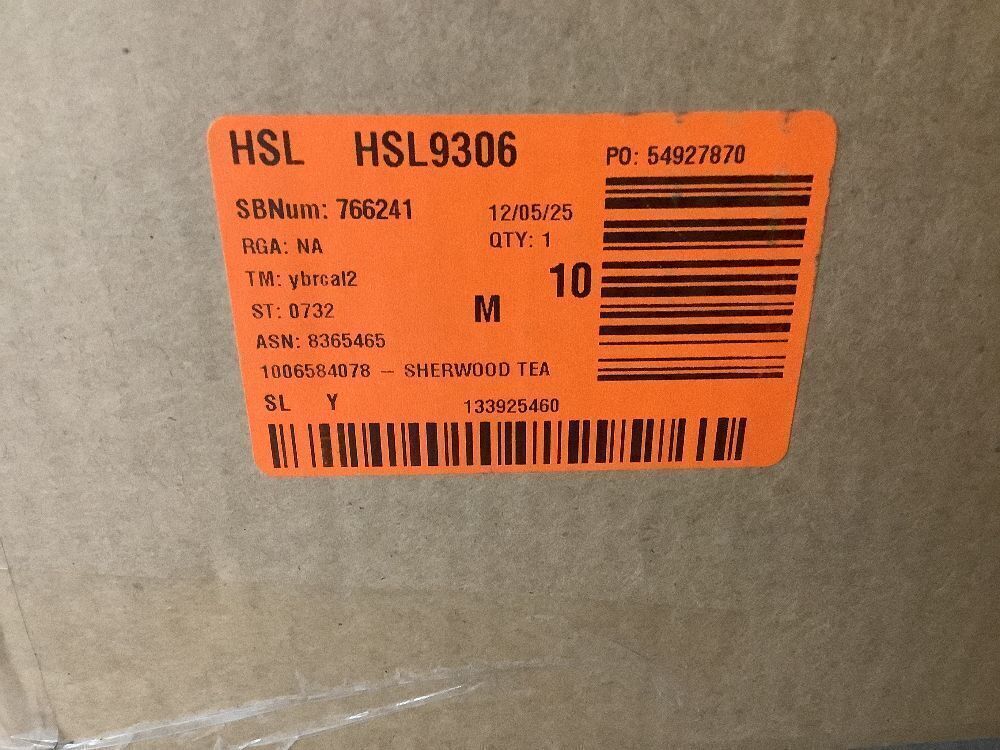 HSL HSL9306
PO: 54927870
SBNum: 766241
12/05/25
RGA: NA
QTY: 1
TM: ybrcal2
10
ST: 0732
M
ASN: 8365465
1006584078 – SHERWOOD TEA
SL Y
133925460